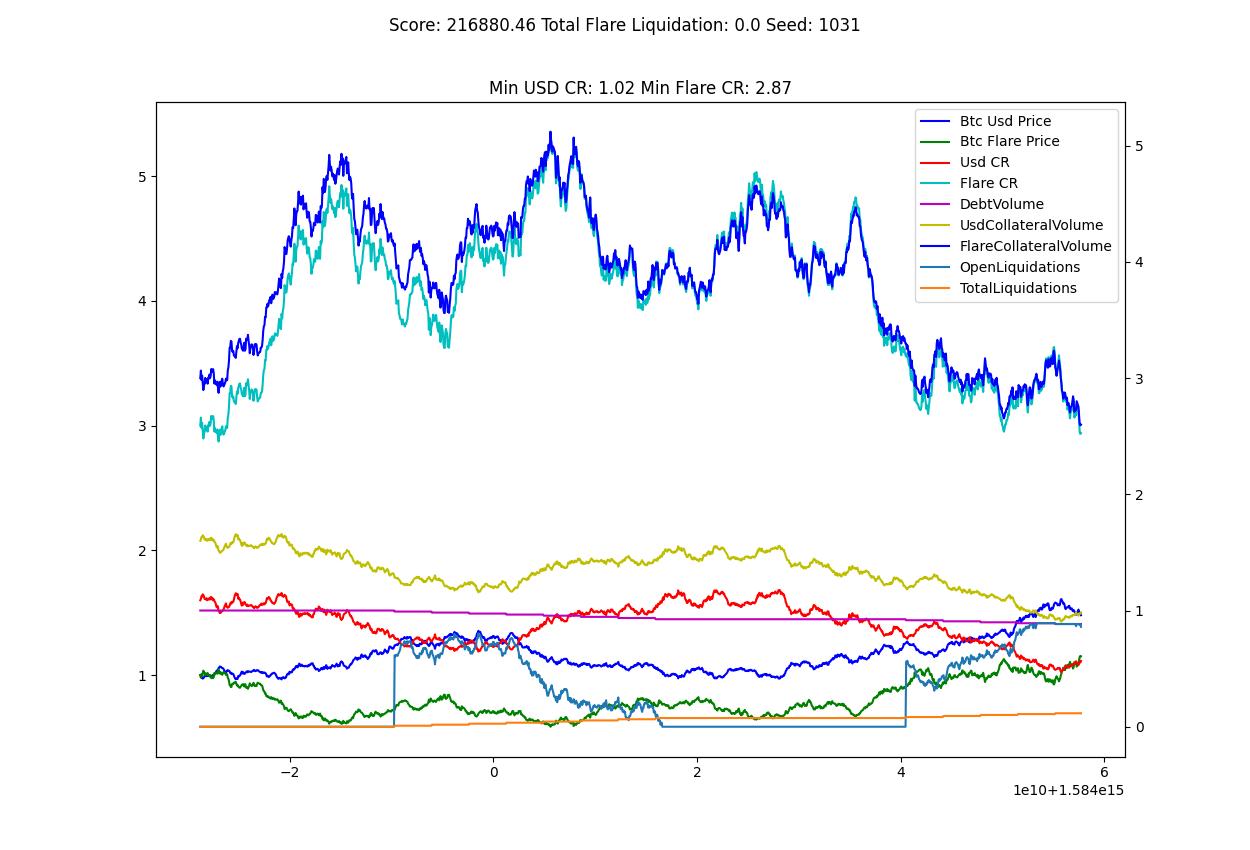 Score: 216880.46 Total Flare Liquidation: 0.0 Seed: 1031
Min USD CR: 1.02 Min Flare CR: 2.87
Btc Usd Price
Btc Flare Price
Usd CR
Flare CR
DebtVolume
UsdCollateralVolume
FlareCollateralVolume
OpenLiquidations
TotalLiquidations
5
4
3
2
1
5
4
3
2
1
0
−2
0
2
4
6
1e10+1.584e15